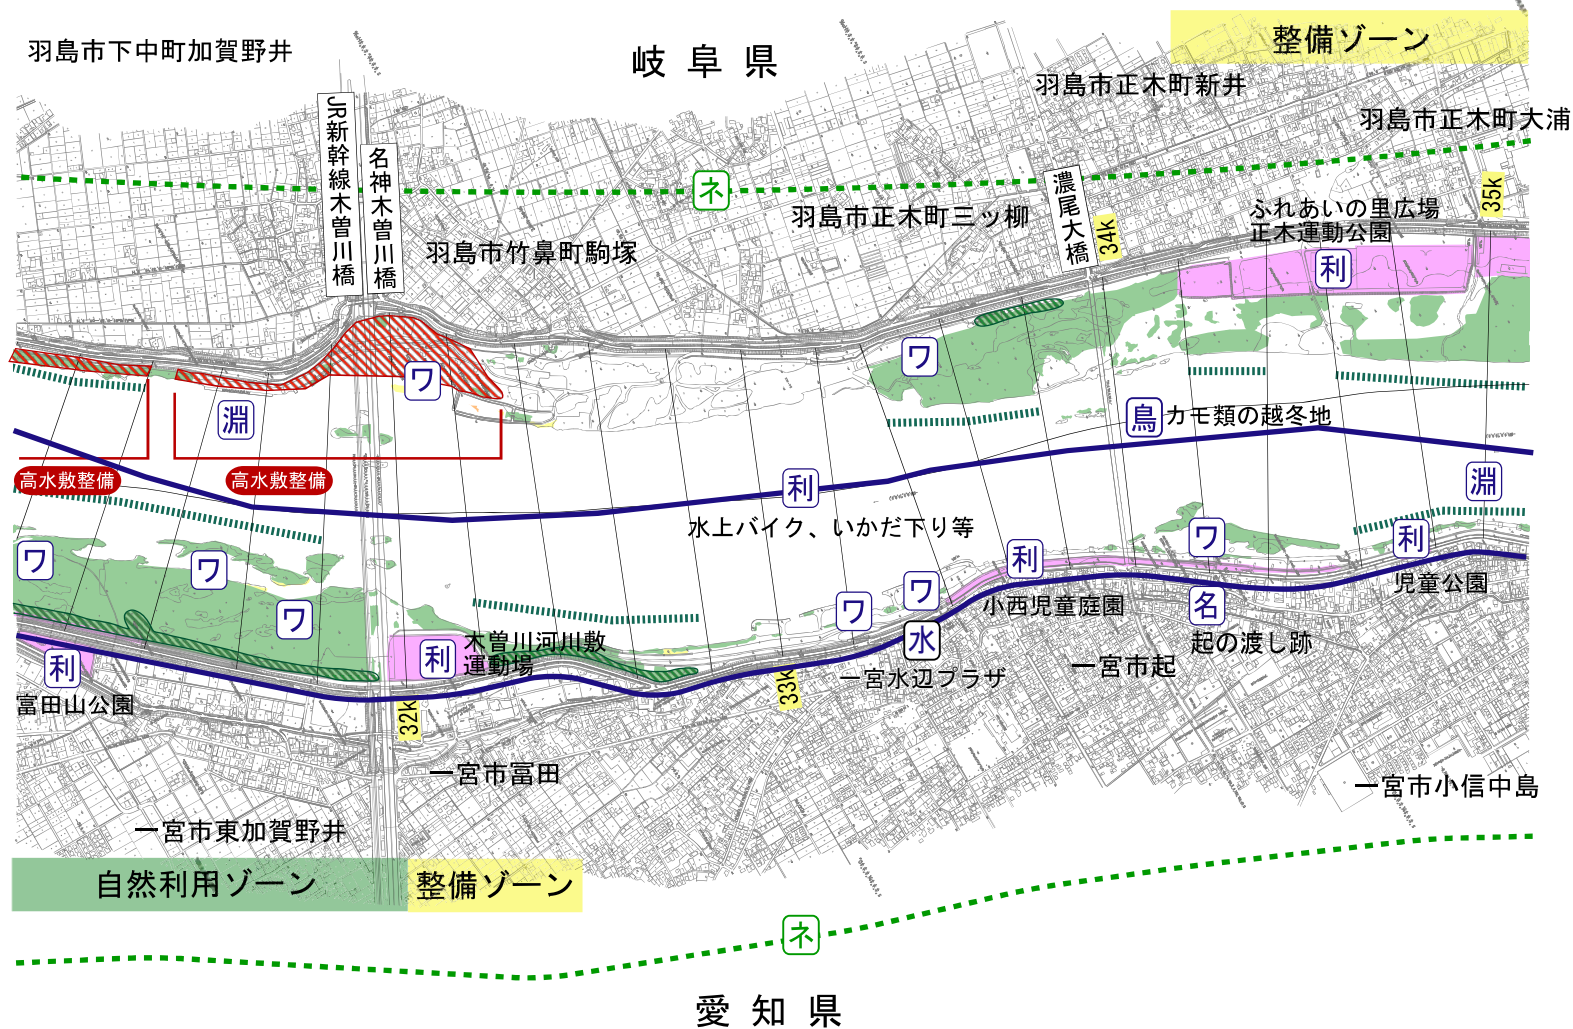 羽島市下中町加賀野井
岐阜県
整備ゾーン
羽島市正木町新井
羽島市正木町大浦
JR新幹線木曽川橋
名神木曽川橋
ネ
濃尾大橋
35k
34k
羽島市正木町三ッ柳
羽島市竹鼻町駒塚
ふれあいの里広場
正木運動公園
利
ワ
ワ
淵
鳥
カモ類の越冬地
高水敷整備
高水敷整備
利
水上バイク、いかだ下り等
淵
ワ
ワ
ワ
利
ワ
利
ワ
ワ
小西児童庭園
名
起の渡し跡
児童公園
水
一宮水辺プラザ
一宮市起
利
木曽川河川敷
運動場
利
富田山公園
32k
33k
一宮市冨田
一宮市小信中島
一宮市東加賀野井
自然利用ゾーン
整備ゾーン
ネ
愛知県